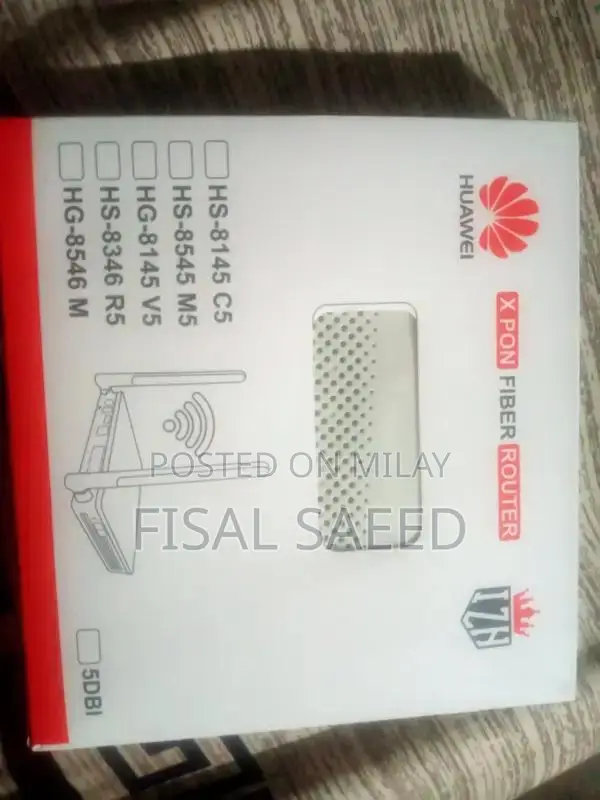 HUAWEI
X PON FIBER ROUTER
IZH
HS-8145 C5
HS-8545 M5
HG-8145 V5
HS-8346 R5
HG-8546 M
5DBI
POSTED ON MILAY
FISAL SAEED